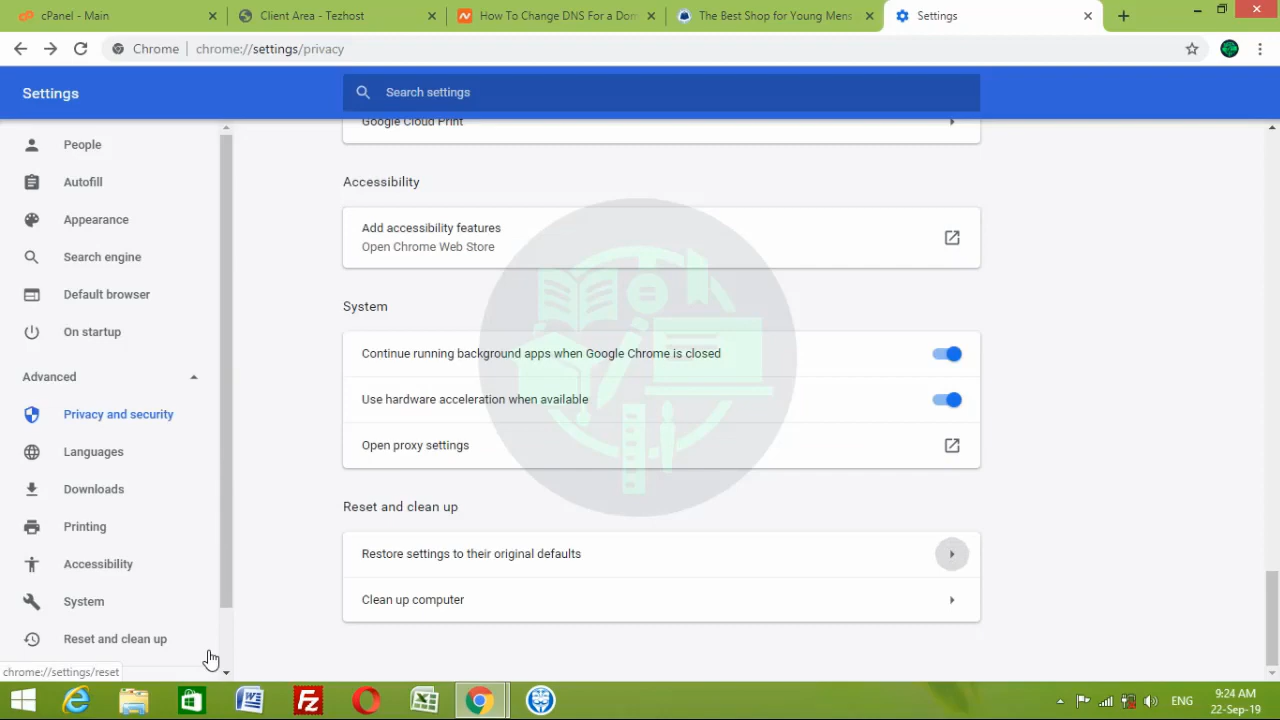 cPanel - Main
Client Area - Tezhost
How To Change DNS For a Dom
The Best Shop for Young Mens
Settings
Chrome
chrome://settings/privacy
Settings
Search settings
Google Cloud Print
People
Autofill
Appearance
Search engine
Default browser
On startup
Advanced
Privacy and security
Languages
Downloads
Printing
Accessibility
System
Reset and clean up
chrome://settings/reset
Accessibility
Add accessibility features
Open Chrome Web Store
System
Continue running background apps when Google Chrome is closed
Use hardware acceleration when available
Open proxy settings
Reset and clean up
Restore settings to their original defaults
Clean up computer
ENG
9:24 AM
22-Sep-19